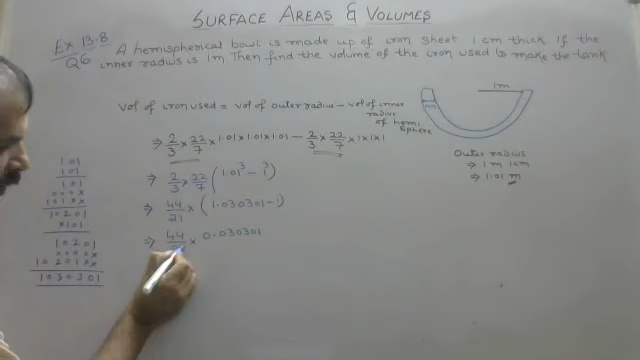 SURFACE AREAS & VOLUMES
Ex 13.8
Q6
A hemispherical bowl is made up of iron sheet 1cm thick if the
inner radius is 1m Then find the volume of the iron used to make the tank
Vol of iron used = vol of outer radius - vol of inner
radius
of hemi
sphere
⇒ 2/3 × 22/7 × 1.01 × 1.01 × 1.01 - 2/3 × 22/7 × 1×1×1
⇒ 2/3 × 22/7 (1.01³ - 1³)
⇒ 44/21 × (1.030301-1)
⇒ 44/ × 0.030301
1m
Outer radius
⇒ 1m 1cm
⇒ 1.01 m
101
101
101
000×
101××
10201
×101
10201
0000×
10201××
1030301